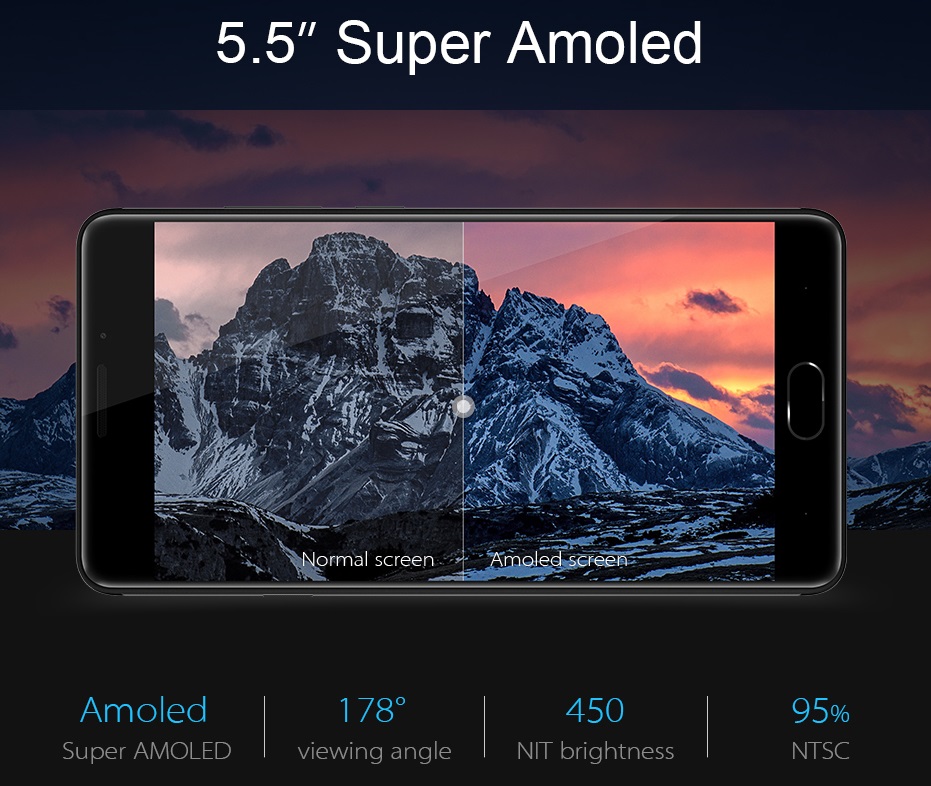 5.5″ Super Amoled
Normal screen
Amoled screen
Amoled
Super AMOLED
178°
viewing angle
450
NIT brightness
95%
NTSC